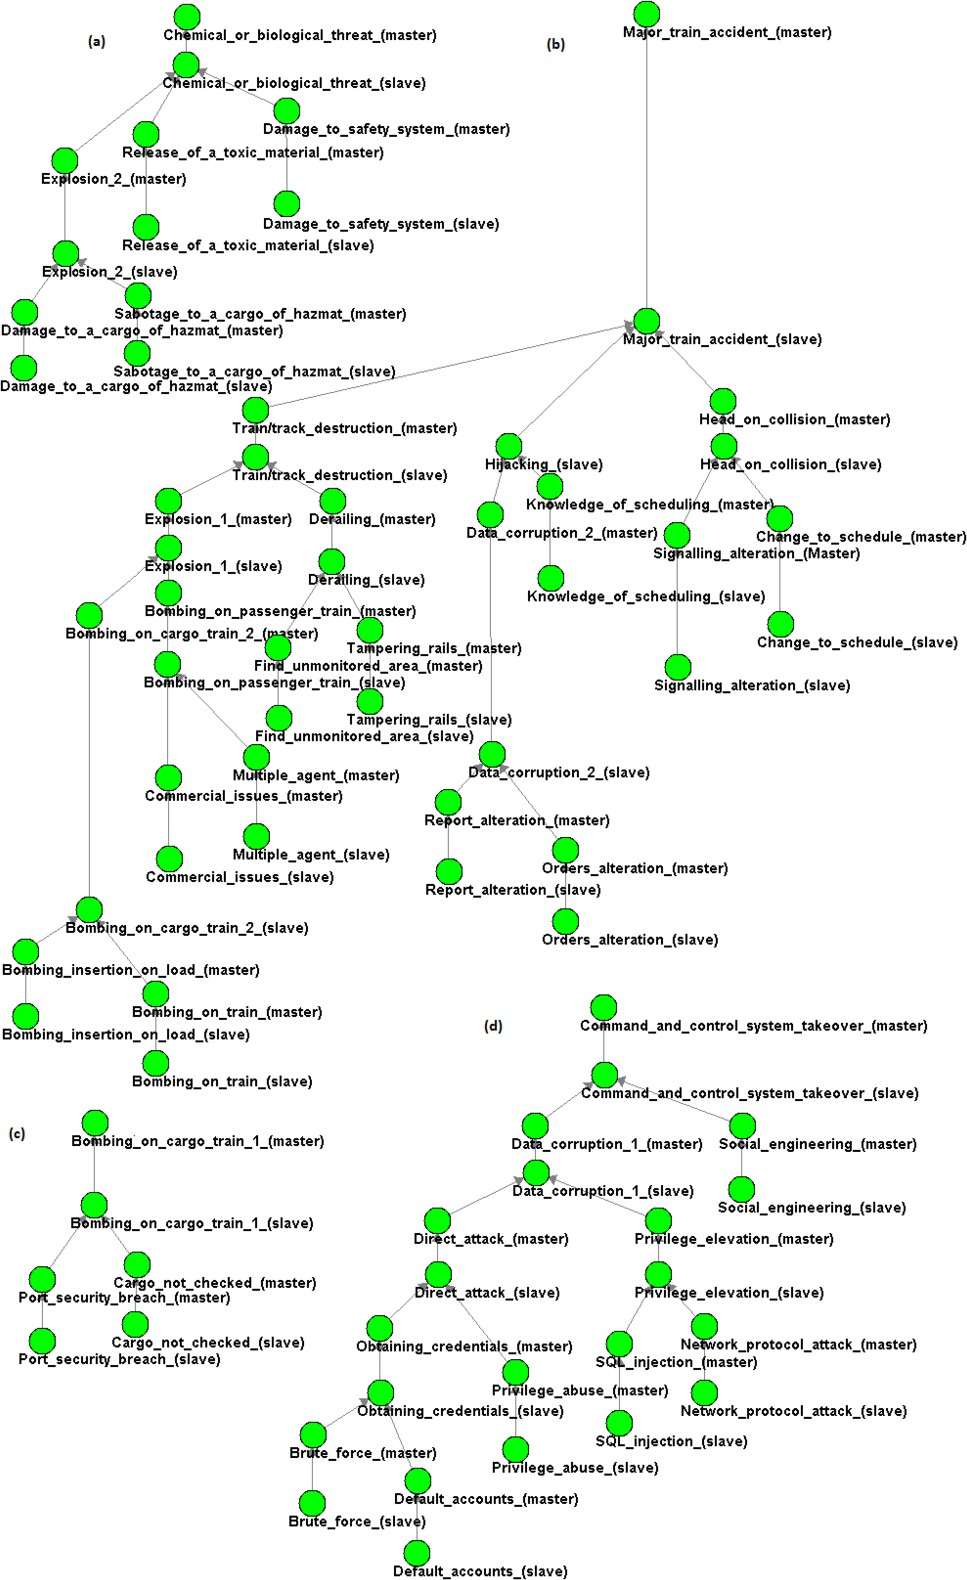 (a)
Chemical_or_biological_threat_(master)
Chemical_or_biological_threat_(slave)
Damage_to_safety_system_(master)
Release_of_a_toxic_material_(master)
Explosion_2_(master)
Damage_to_safety_system_(slave)
Release_of_a_toxic_material_(slave)
Explosion_2_(slave)
Sabotage_to_a_cargo_of_hazmat_(master)
Damage_to_a_cargo_of_hazmat_(master)
Sabotage_to_a_cargo_of_hazmat_(slave)
Damage_to_a_cargo_of_hazmat_(slave)
(b)
Major_train_accident_(master)
Major_train_accident_(slave)
Head_on_collision_(master)
Train/track_destruction_(master)
Hijacking_(slave)
Head_on_collision_(slave)
Train/track_destruction_(slave)
Knowledge_of_scheduling_(master)
Explosion_1_(master)
Derailing_(master)
Data_corruption_2_(master)
Change_to_schedule_(master)
Signalling_alteration_(Master)
Explosion_1_(slave)
Derailing_(slave)
Knowledge_of_scheduling_(slave)
Bombing_on_passenger_train_(master)
Bombing_on_cargo_train_2_(master)
Tampering_rails_(master)
Change_to_schedule_(slave)
Find_unmonitored_area_(master)
Bombing_on_passenger_train_(slave)
Signalling_alteration_(slave)
Tampering_rails_(slave)
Find_unmonitored_area_(slave)
Multiple_agent_(master)
Data_corruption_2_(slave)
Commercial_issues_(master)
Report_alteration_(master)
Multiple_agent_(slave)
Orders_alteration_(master)
Commercial_issues_(slave)
Report_alteration_(slave)
Bombing_on_cargo_train_2_(slave)
Orders_alteration_(slave)
Bombing_insertion_on_load_(master)
Bombing_on_train_(master)
Bombing_insertion_on_load_(slave)
Bombing_on_train_(slave)
(c)
Bombing_on_cargo_train_1_(master)
Bombing_on_cargo_train_1_(slave)
Cargo_not_checked_(master)
Port_security_breach_(master)
Cargo_not_checked_(slave)
Port_security_breach_(slave)
(d)
Command_and_control_system_takeover_(master)
Command_and_control_system_takeover_(slave)
Data_corruption_1_(master)
Social_engineering_(master)
Data_corruption_1_(slave)
Social_engineering_(slave)
Direct_attack_(master)
Privilege_elevation_(master)
Direct_attack_(slave)
Privilege_elevation_(slave)
Obtaining_credentials_(master)
Network_protocol_attack_(master)
SQL_injection_(master)
Privilege_abuse_(master)
Obtaining_credentials_(slave)
Network_protocol_attack_(slave)
SQL_injection_(slave)
Brute_force_(master)
Privilege_abuse_(slave)
Default_accounts_(master)
Brute_force_(slave)
Default_accounts_(slave)